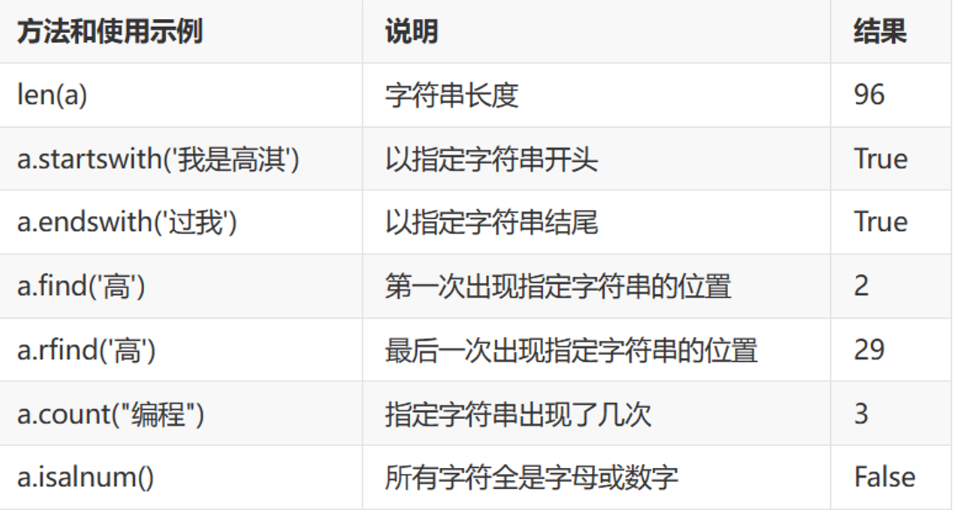 方法和使用示例 说明 结果
len(a) 字符串长度 96
a.startswith('我是高淇') 以指定字符串开头 True
a.endswith('过我') 以指定字符串结尾 True
a.find('高') 第一次出现指定字符串的位置 2
a.rfind('高') 最后一次出现指定字符串的位置 29
a.count("编程") 指定字符串出现了几次 3
a.isalnum() 所有字符全是字母或数字 False